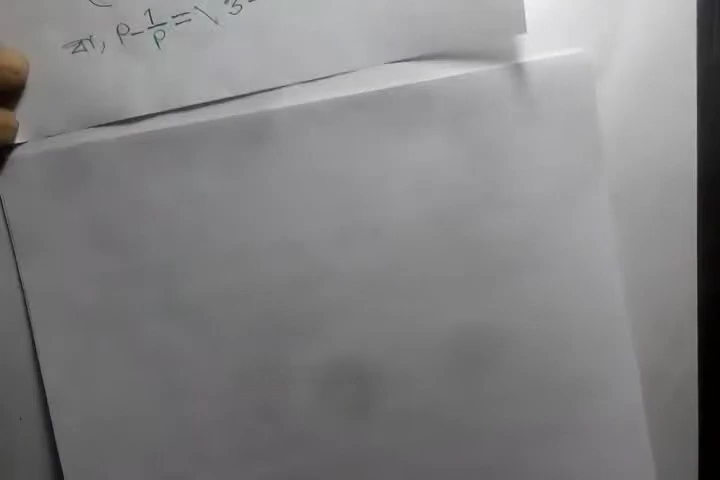 বা, P - 1/P = √3